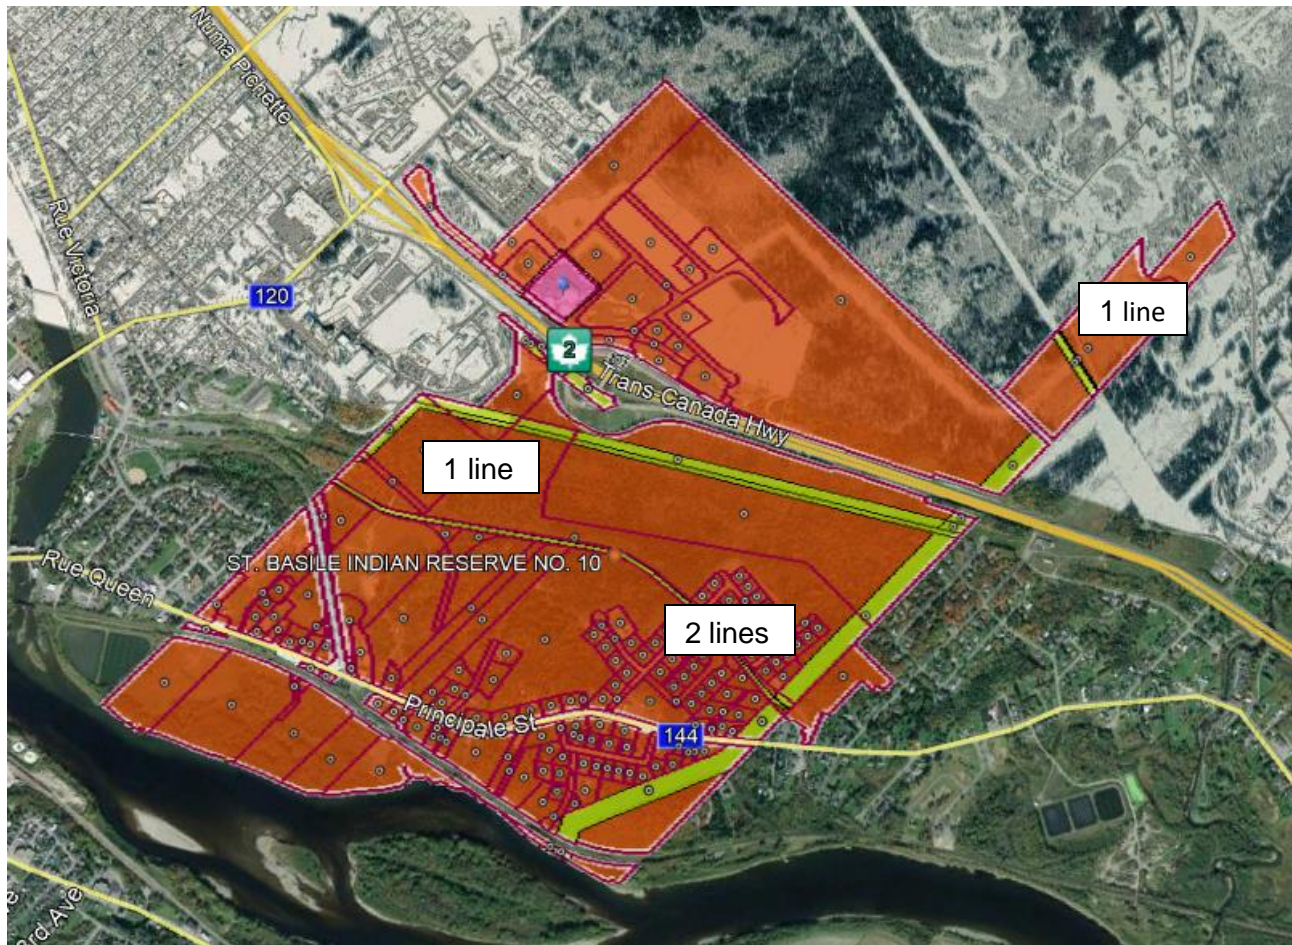 Numa Pichette
Rue Victoria
120
1 line
2
Trans Canada Hwy
1 line
ST. BASILE INDIAN RESERVE NO. 10
Rue Queen
2 lines
Principale St
144
3rd Ave